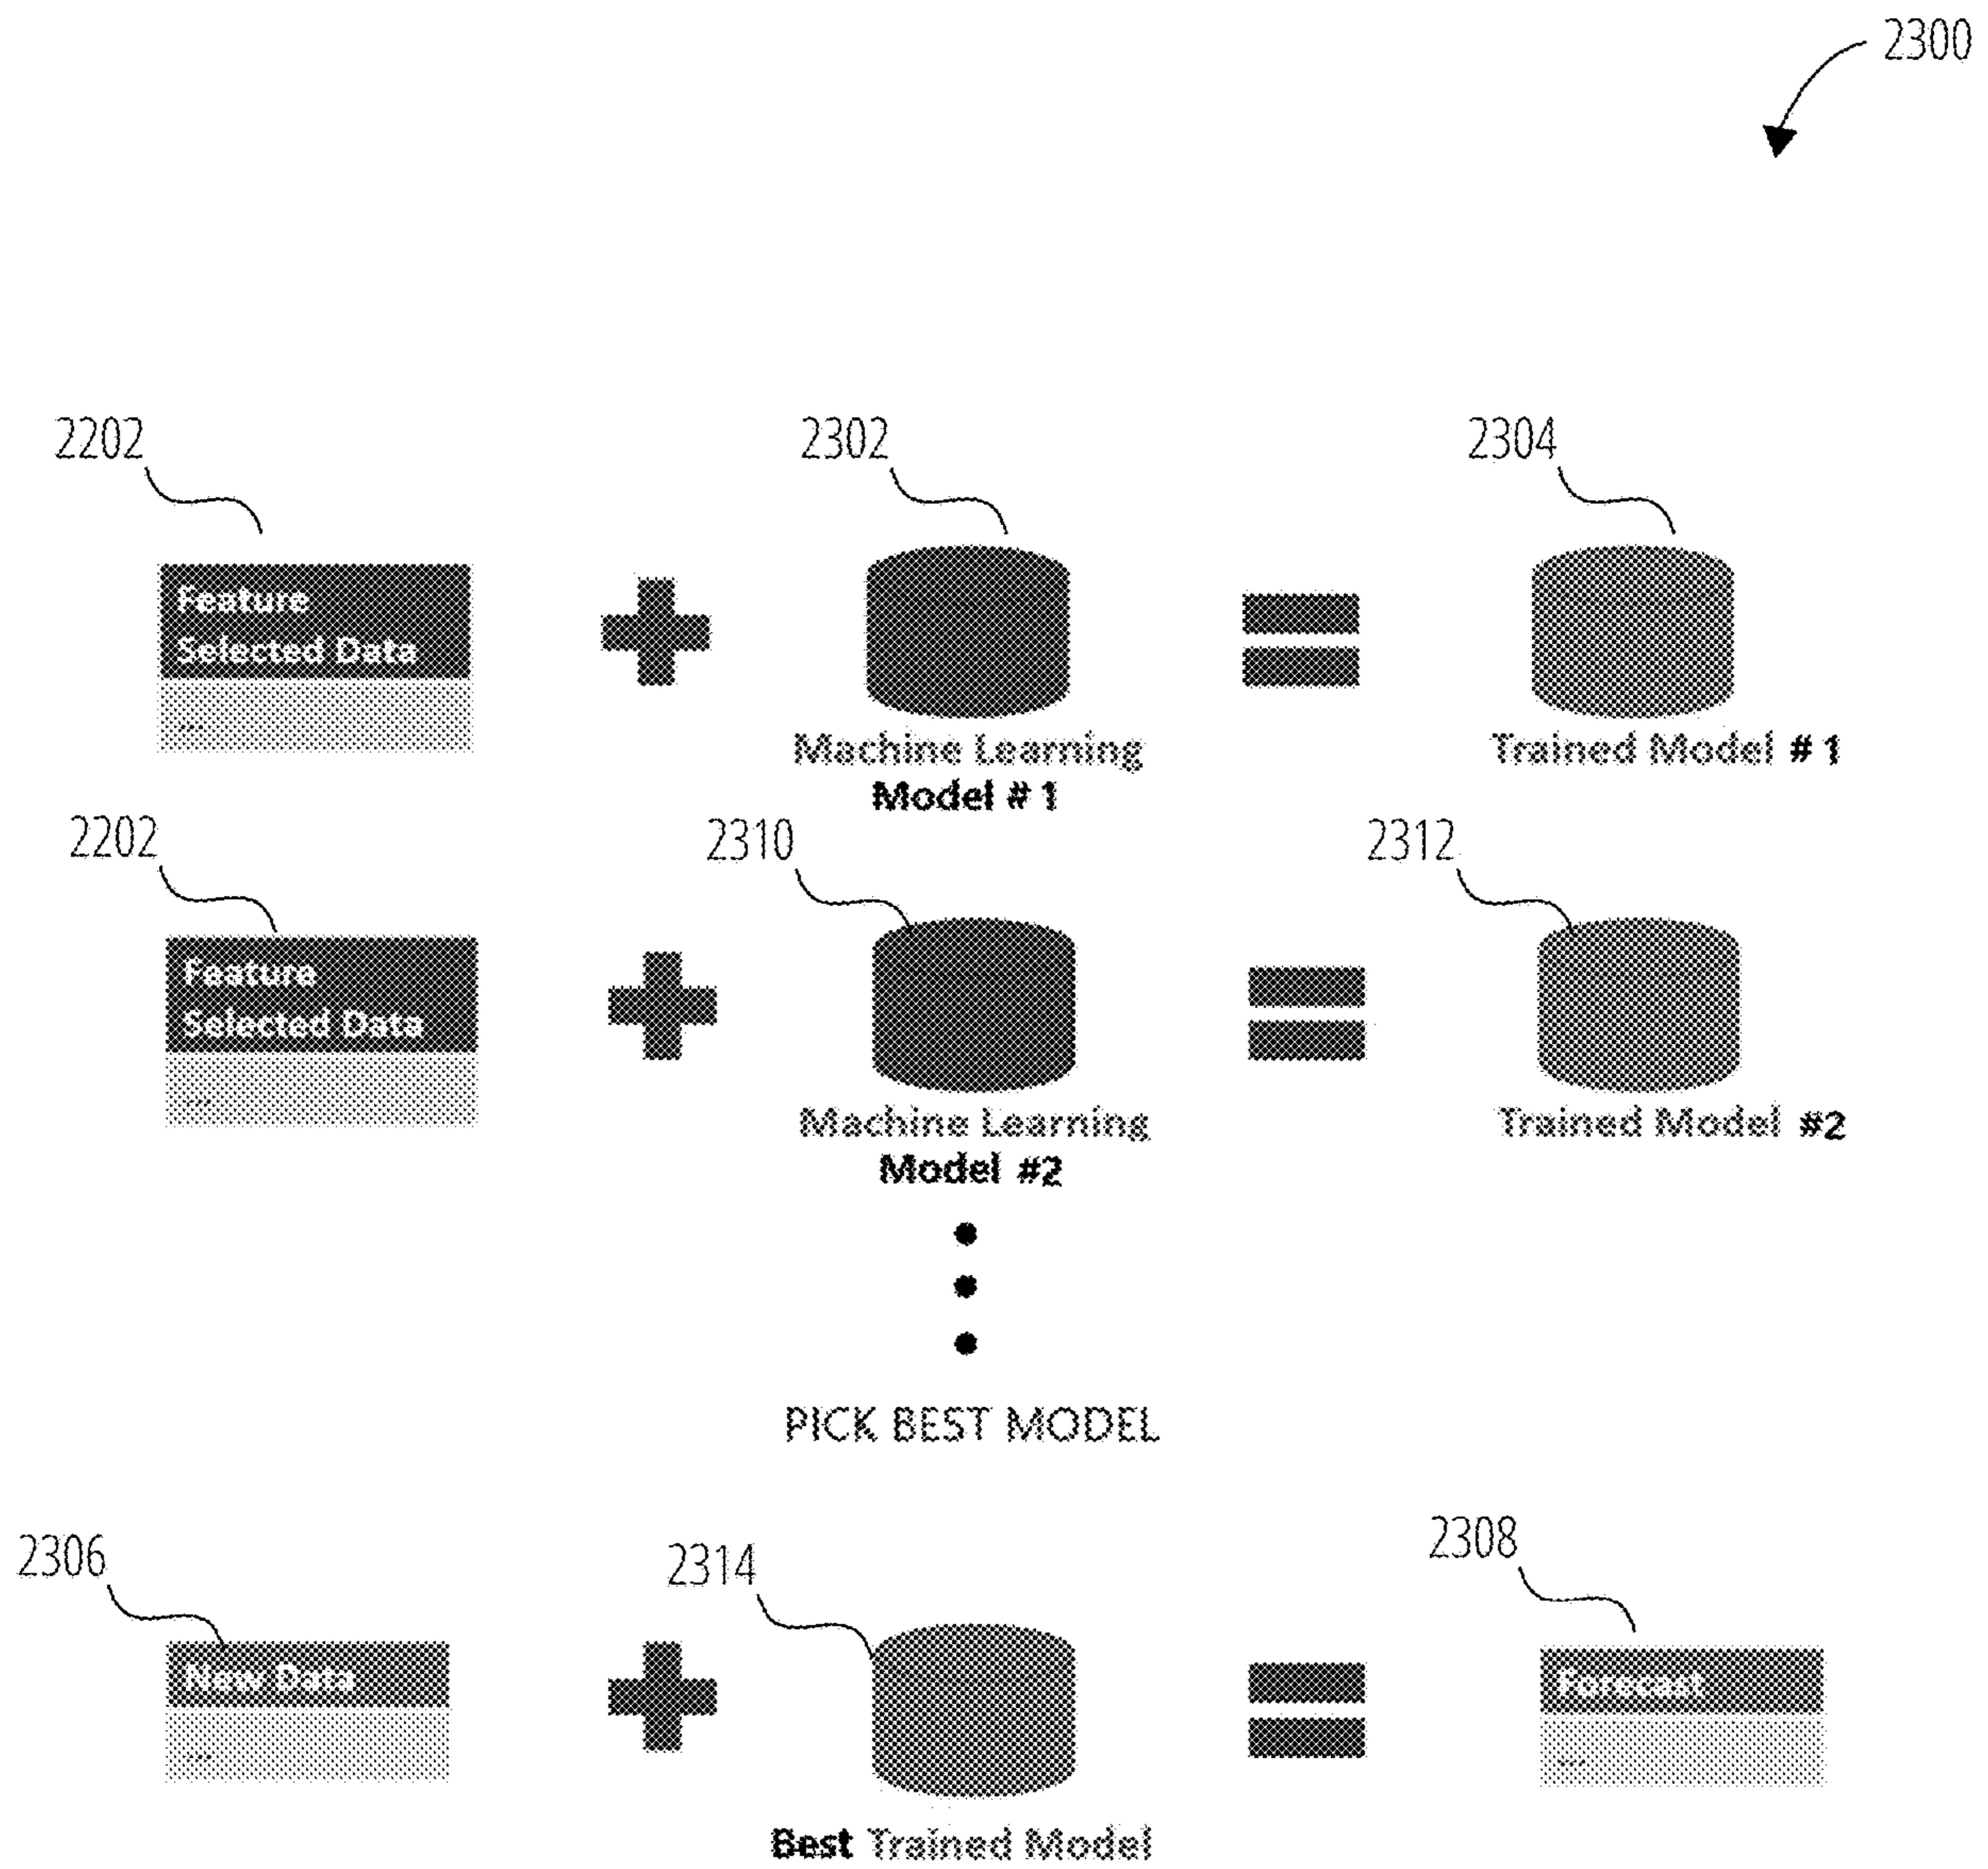 2300
2202
2302
2304
Feature
Selected Data
...
Machine Learning
Model # 1
Trained Model # 1
2202
2310
2312
Feature
Selected Data
...
Machine Learning
Model #2
Trained Model #2
PICK BEST MODEL
2306
2314
2308
New Data
...
Forecast
...
Best Trained Model